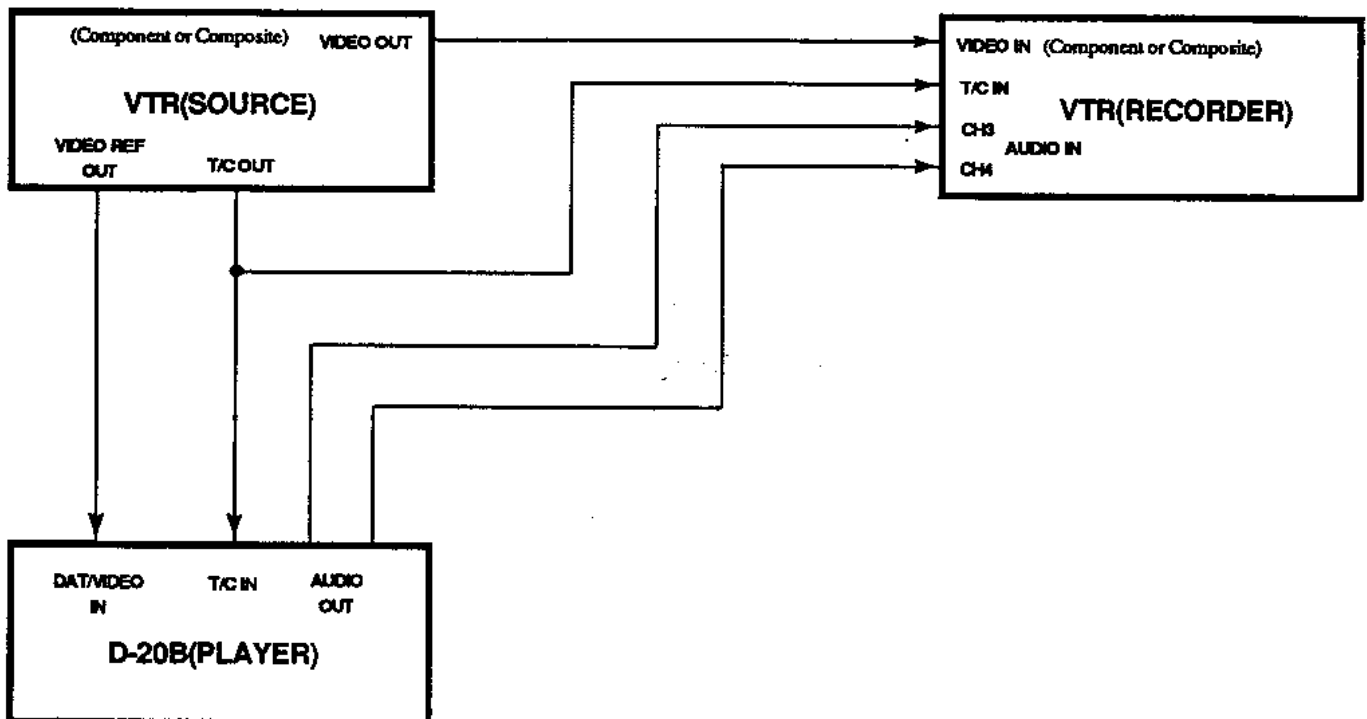 (Component or Composite) VIDEO OUT
VTR(SOURCE)
VIDEO REF
OUT
T/C OUT
VIDEO IN (Component or Composite)
T/C IN
VTR(RECORDER)
CH3
AUDIO IN
CH4
DAT/VIDEO
IN
T/C IN
AUDIO
OUT
D-20B(PLAYER)